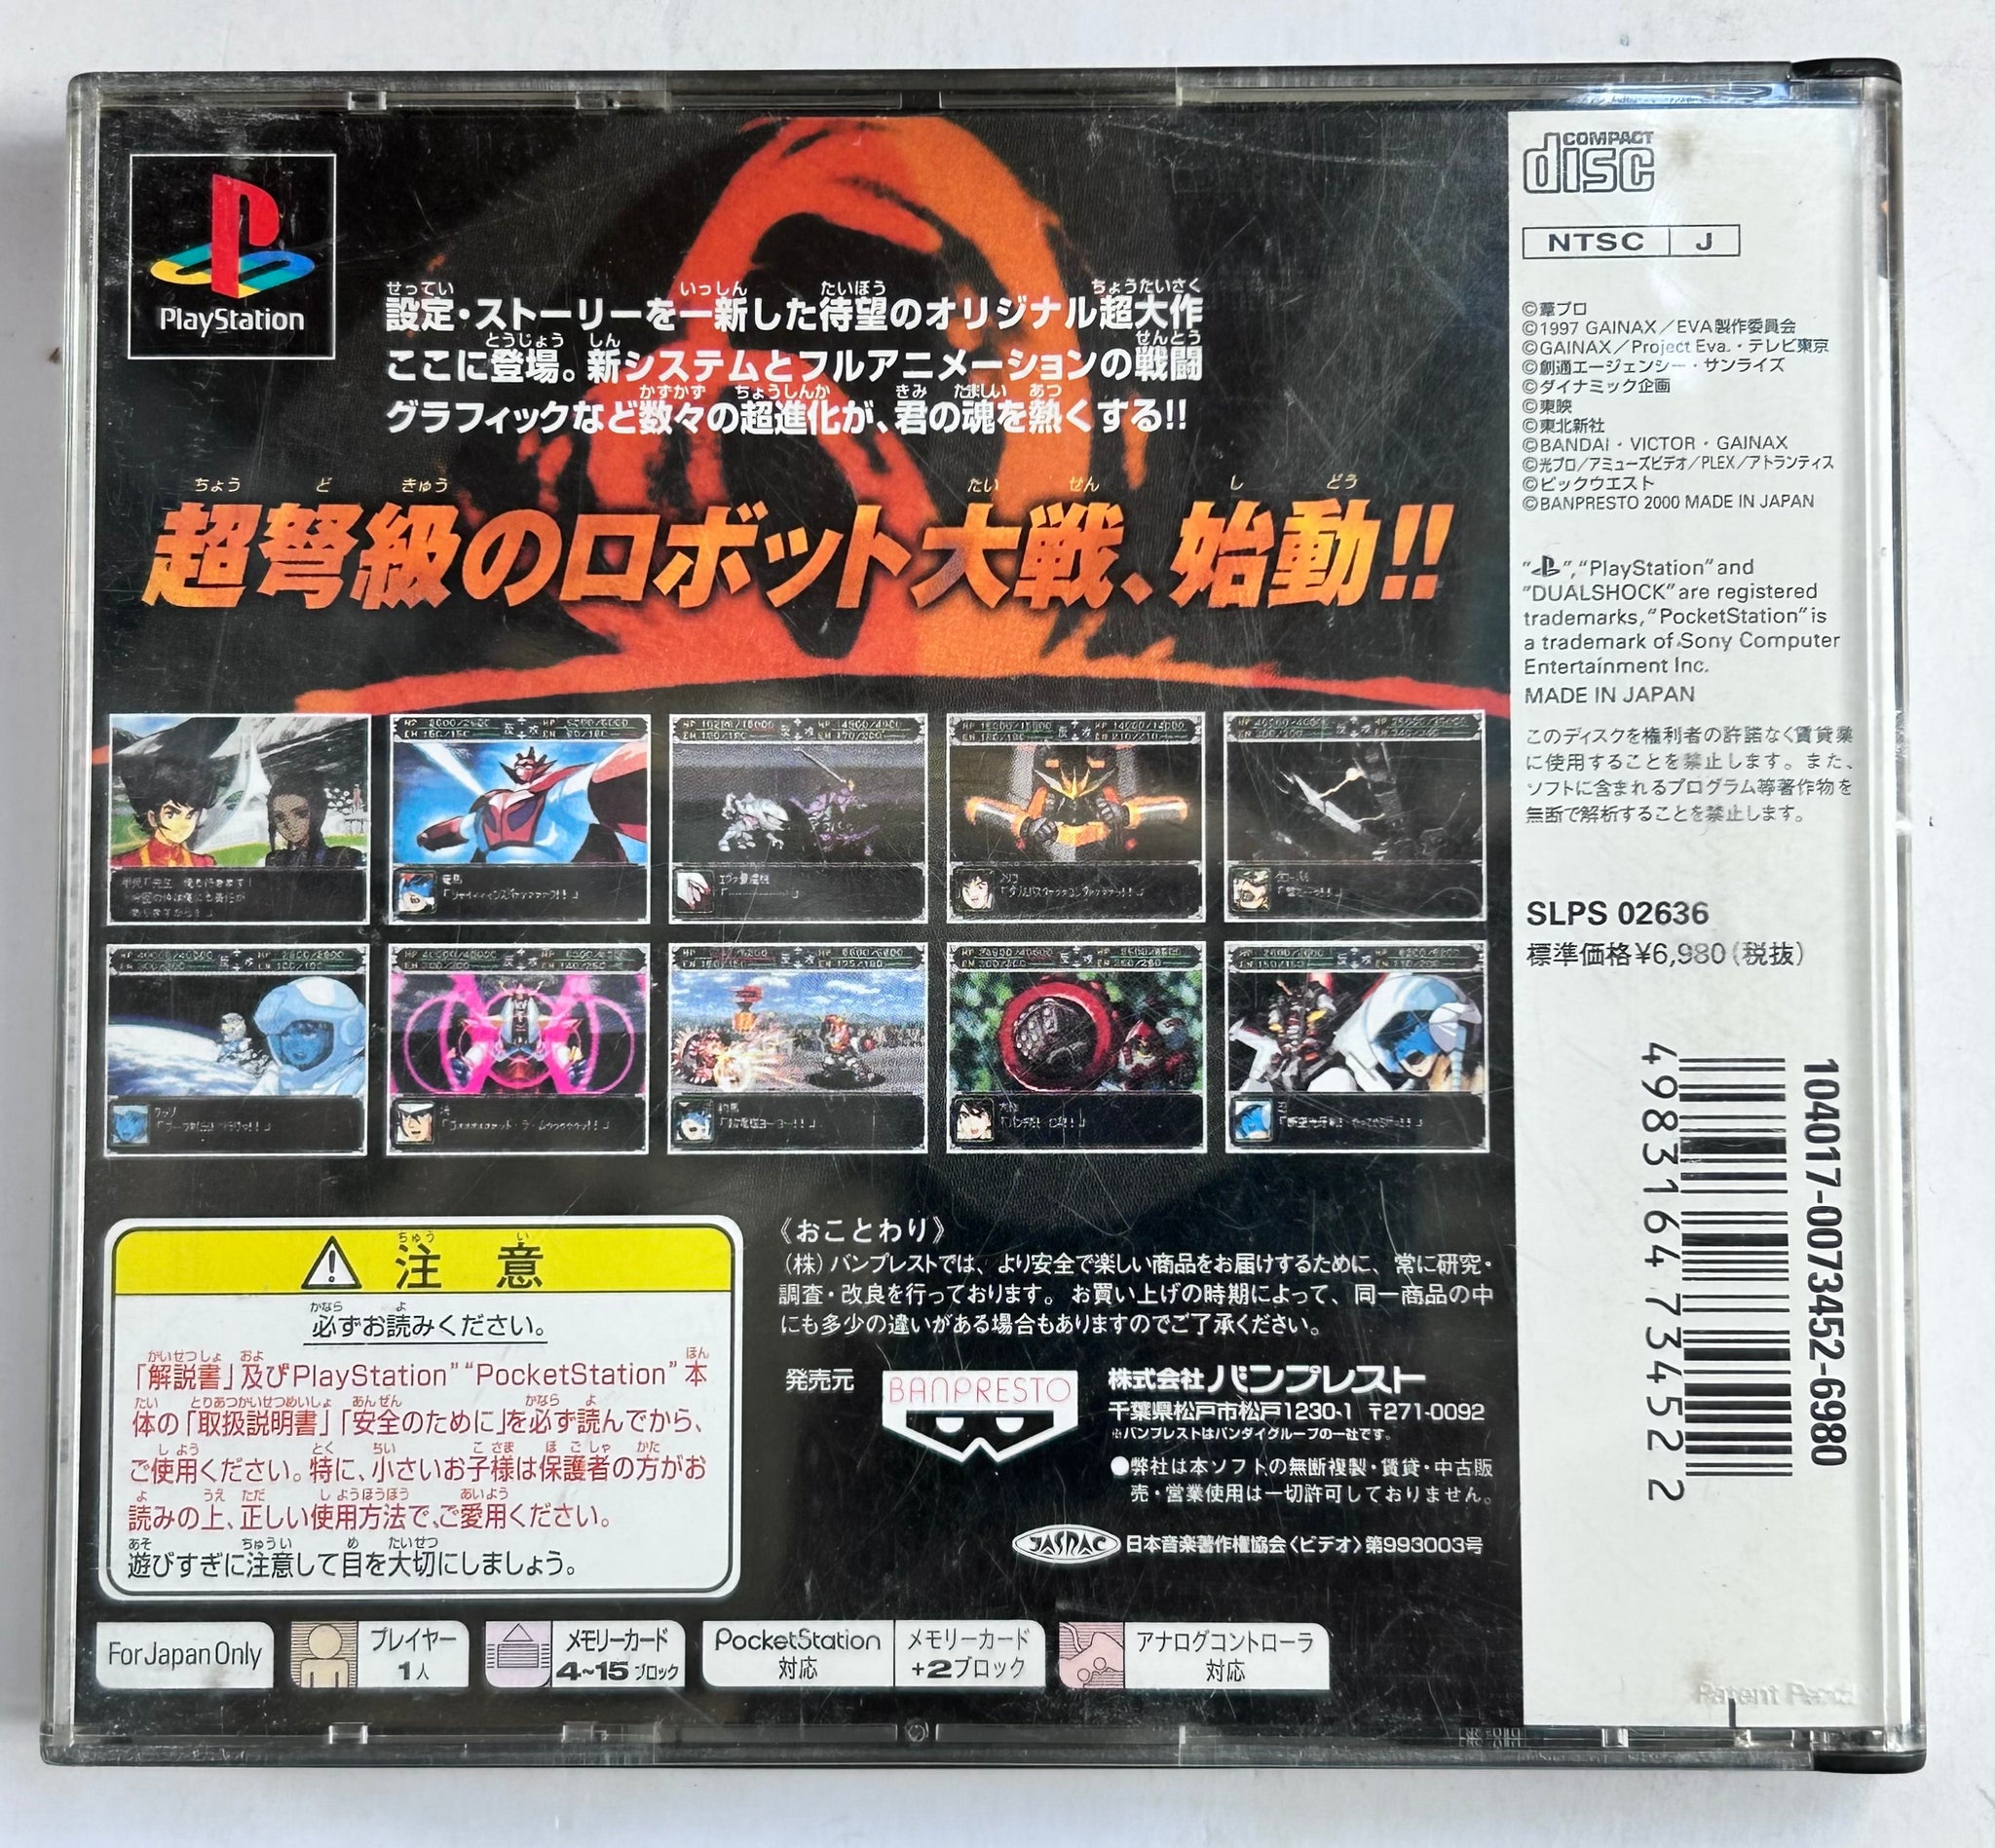 PlayStation
設定・ストーリーを一新した待望のオリジナル超大作
ここに登場。新システムとフルアニメーションの戦闘
グラフィックなど数々の超進化が、君の魂を熱くする!!
超弩級のロボット大戦、始動!!
注意
必ずお読みください。
「解説書」及びPlayStation" "PocketStation"本
体の「取扱説明書」「安全のために」を必ず読んでから、
ご使用ください。特に、小さいお子様は保護者の方がお
読みの上、正しい使用方法で、ご愛用ください。
遊びすぎに注意して目を大切にしましょう。
《おことわり》
(株)バンプレストでは、より安全で楽しい商品をお届けするために、常に研究・
調査・改良を行っております。お買い上げの時期によって、同一商品の中
にも多少の違いがある場合もありますのでご了承ください。
発売元
BANPRESTO
株式会社バンプレスト
千葉県松戸市松戸1230-1 〒271-0092
※バンプレストはバンダイグループの一社です。
●弊社は本ソフトの無断複製・賃貸・中古販
売・営業使用は一切許可しておりません。
JASRAC
日本音楽著作権協会〈ビデオ〉第993003号
For Japan Only
プレイヤー
1人
メモリーカード
4~15ブロック
PocketStation
対応
メモリーカード
+2ブロック
アナログコントローラ
対応
COMPACT
disc
NTSC J
©葦プロ
©1997 GAINAX/EVA製作委員会
©GAINAX/Project Eva.・テレビ東京
©創通エージェンシー・サンライズ
©ダイナミック企画
©東映
©東北新社
©BANDAI・VICTOR・GAINAX
©光プロ/アミューズビデオ/PLEX/アトランティス
©ビックウエスト
©BANPRESTO 2000 MADE IN JAPAN
"PS", "PlayStation" and
"DUALSHOCK" are registered
trademarks, "PocketStation" is
a trademark of Sony Computer
Entertainment Inc.
MADE IN JAPAN
このディスクを権利者の許諾なく賃貸業
に使用することを禁止します。また、
ソフトに含まれるプログラム等著作物を
無断で解析することを禁止します。
SLPS 02636
標準価格¥6,980(税抜)
104017-0073452-6980
4983164734522